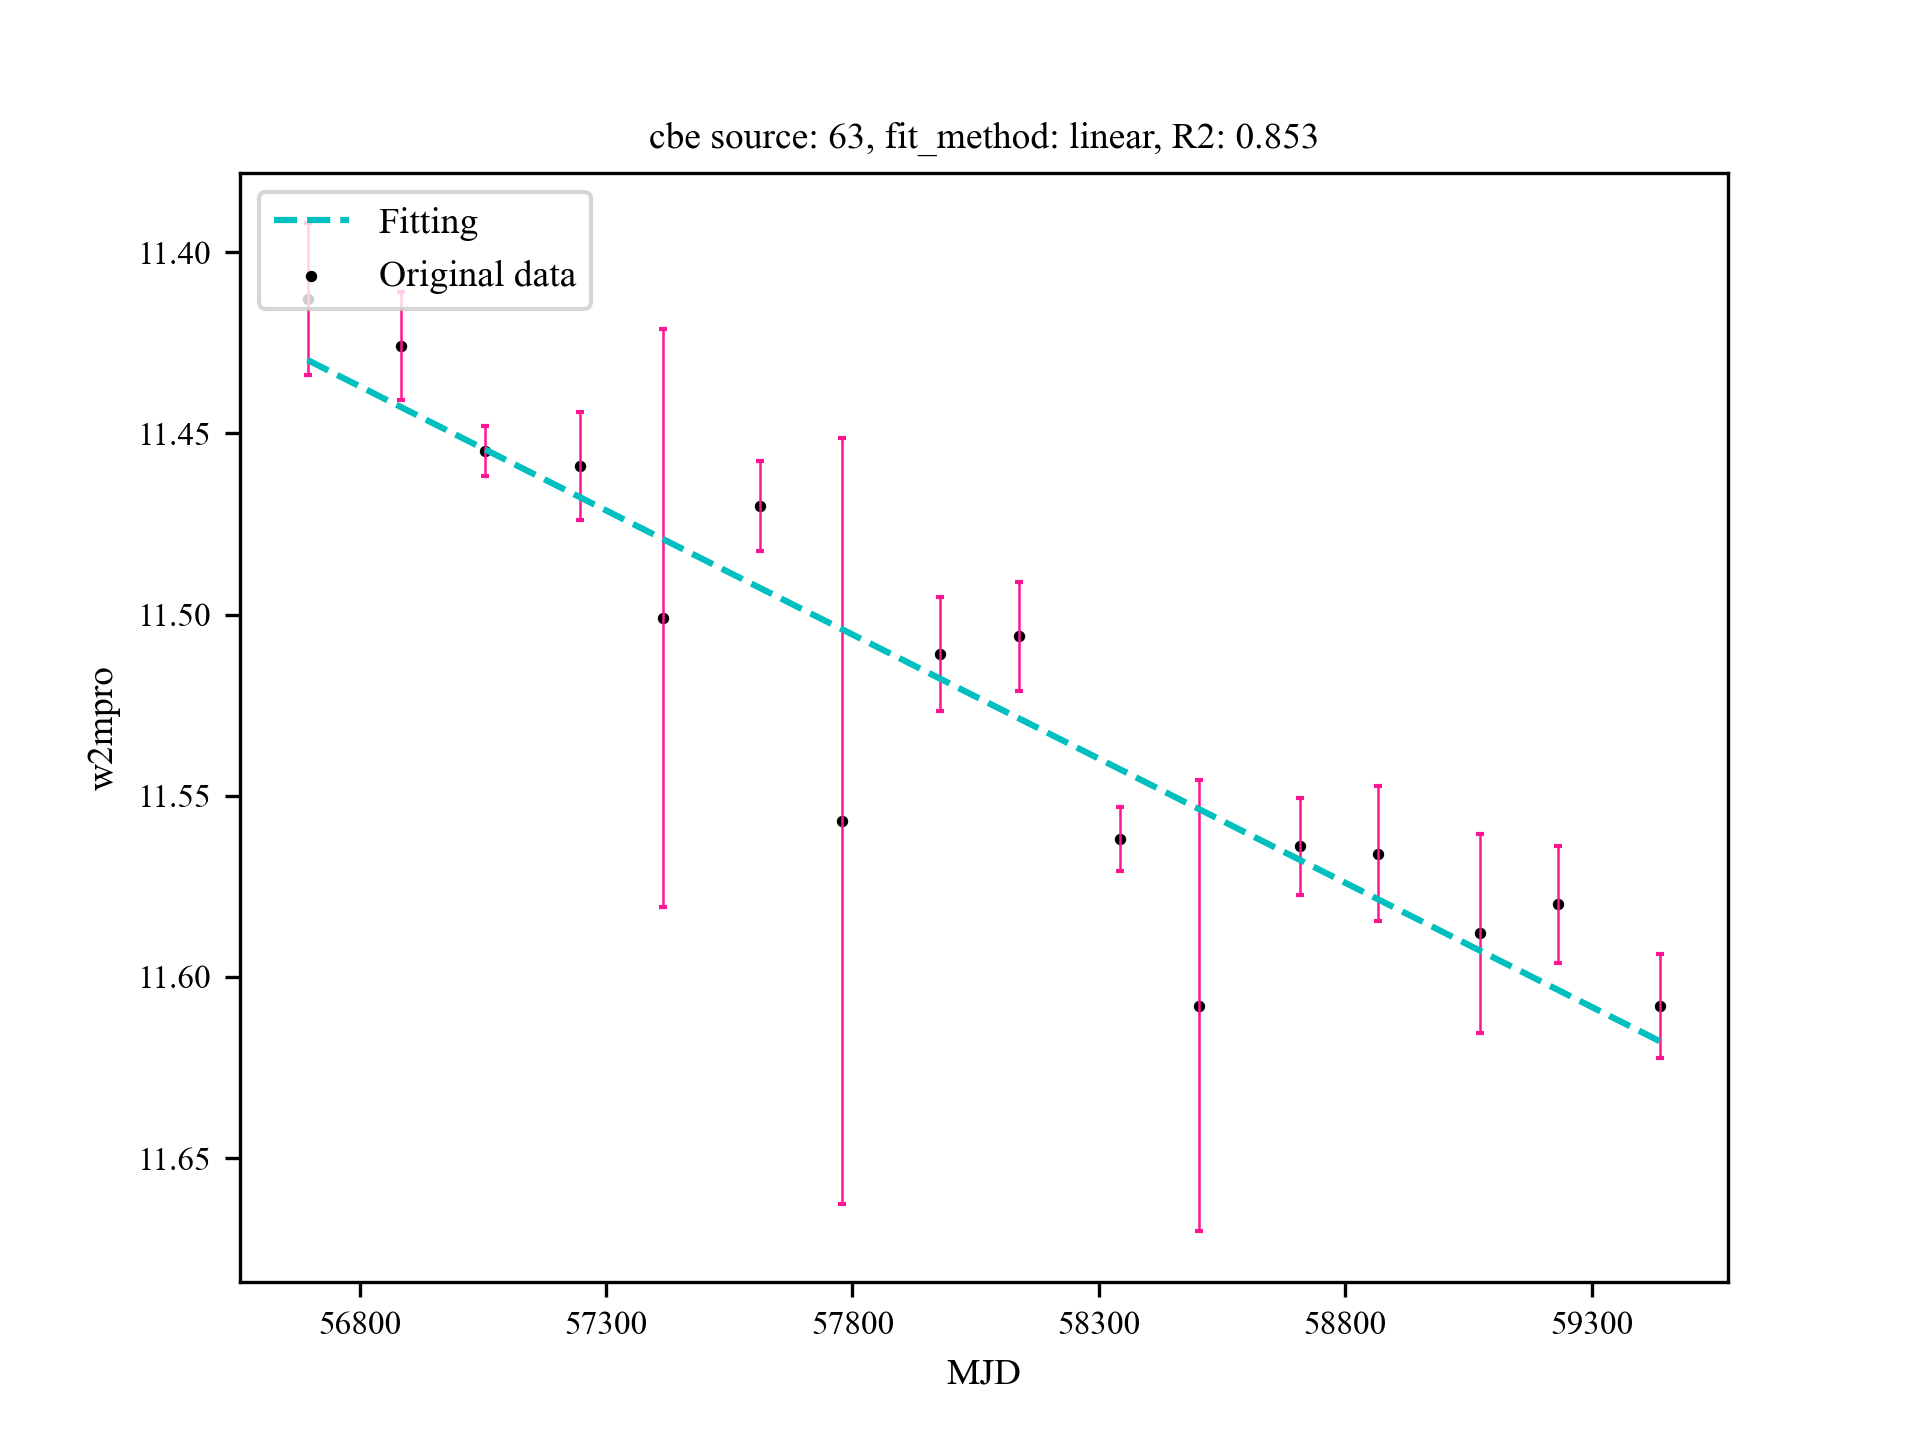 cbe source: 63, fit_method: linear, R2: 0.853
Fitting
Original data
11.40
11.45
11.50
11.55
11.60
11.65
w2mpro
56800 57300 57800 58300 58800 59300
MJD